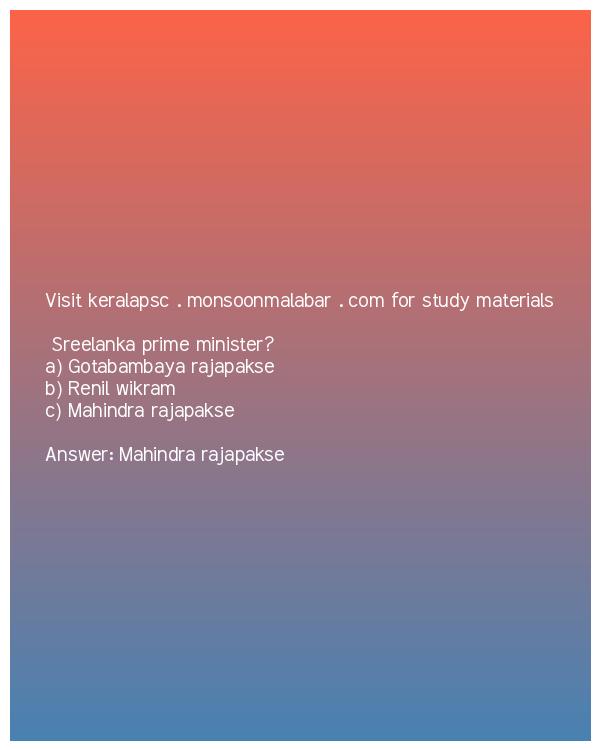 Visit keralapsc . monsoonmalabar . com for study materials
Sreelanka prime minister?
a) Gotabambaya rajapakse
b) Renil wikram
c) Mahindra rajapakse
Answer: Mahindra rajapakse